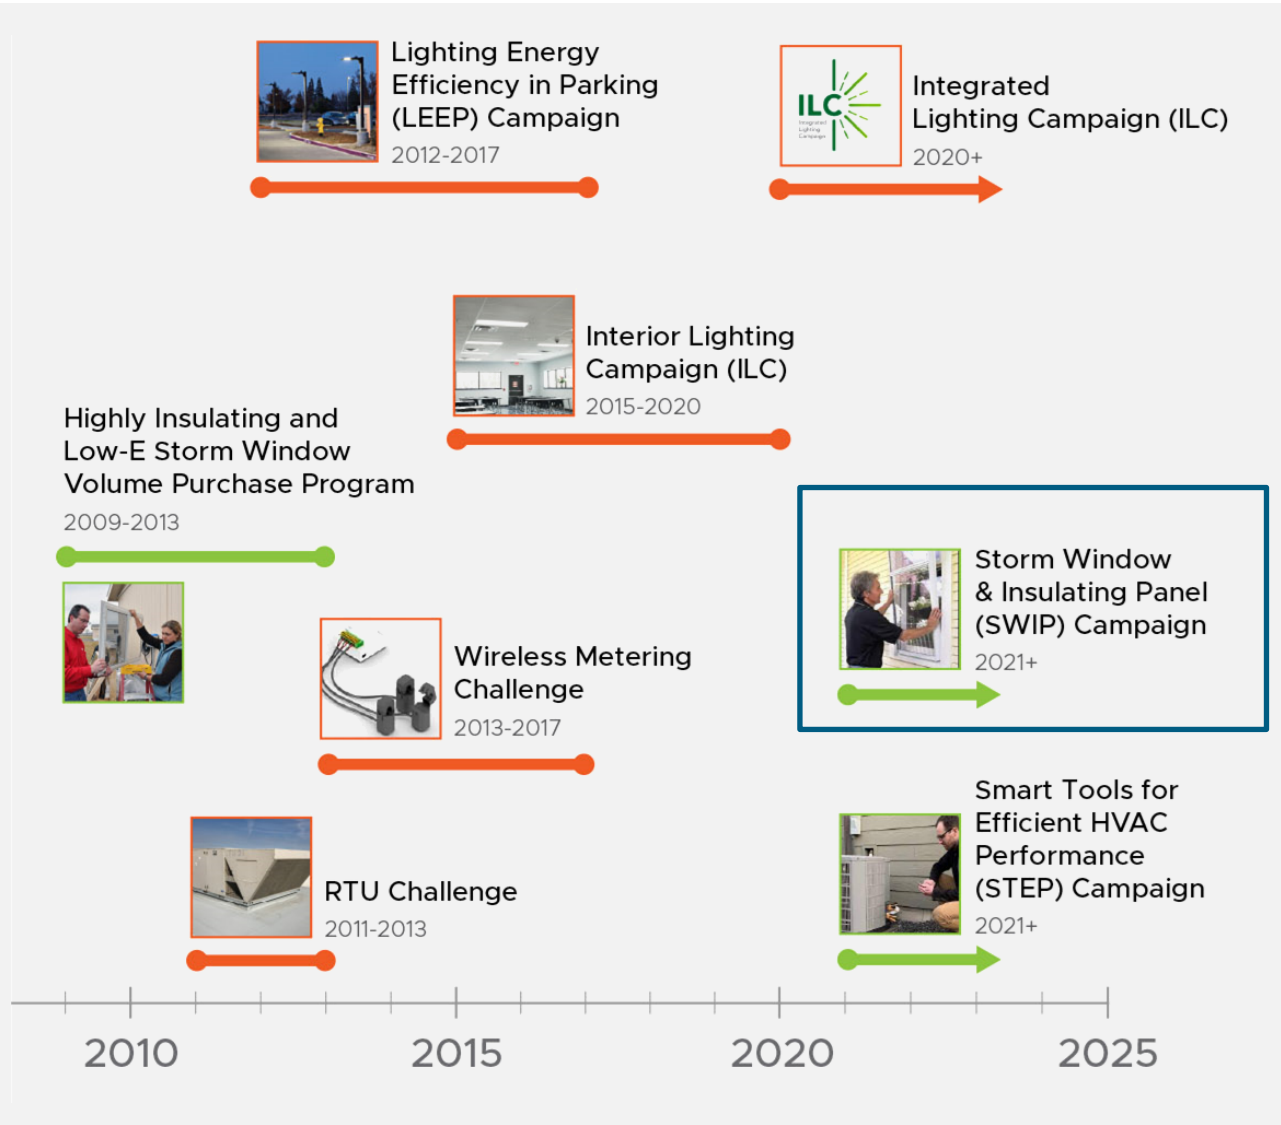 Lighting Energy
Efficiency in Parking
(LEEP) Campaign
2012-2017
ILC
Integrated
Lighting
Campaign
Integrated
Lighting Campaign (ILC)
2020+
Interior Lighting
Campaign (ILC)
2015-2020
Highly Insulating and
Low-E Storm Window
Volume Purchase Program
2009-2013
Storm Window
& Insulating Panel
(SWIP) Campaign
2021+
Wireless Metering
Challenge
2013-2017
Smart Tools for
Efficient HVAC
Performance
(STEP) Campaign
2021+
RTU Challenge
2011-2013
2010
2015
2020
2025